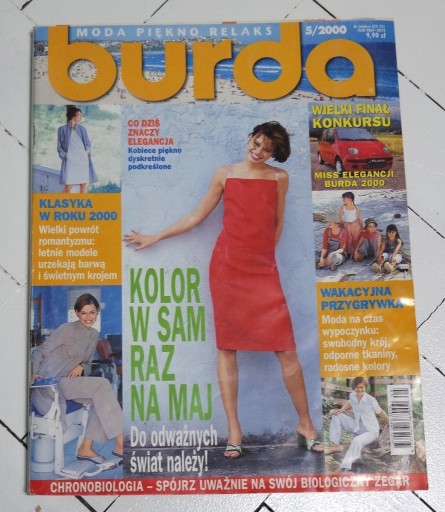 MODA PIĘKNO RELAKS
5/2000
9,90 zł
burda
CO DZIŚ
ZNACZY
ELEGANCJA
Kobiece piękno
dyskretnie
podkreślone
WIELKI FINAŁ
KONKURSU
MISS ELEGANCJI
BURDA 2000
KLASYKA
W ROKU 2000
Wielki powrót
romantyzmu:
letnie modele
urzekają barwą
i świetnym krojem
KOLOR
W SAM
RAZ
NA MAJ
Do odważnych
świat należy!
WAKACYJNA
PRZYGRYWKA
Moda na czas
wypoczynku:
swobodny krój,
odporne tkaniny,
radosne kolory
CHRONOBIOLOGIA – SPÓJRZ UWAŻNIE NA SWÓJ BIOLOGICZNY ZEGAR